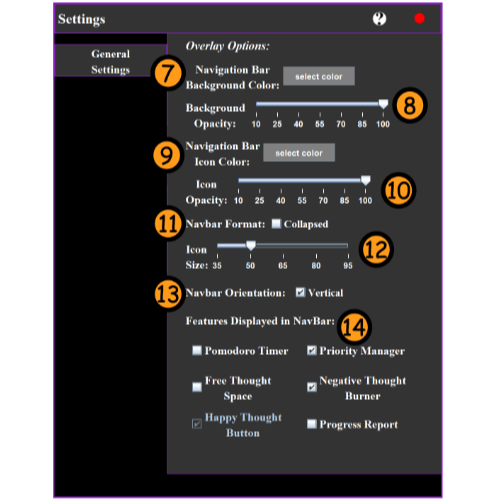 Settings ?
General
Settings
Overlay Options:
7 Navigation Bar
Background Color: select color
Background
Opacity: 8
10 25 40 55 70 85 100
9 Navigation Bar
Icon Color: select color
Icon
Opacity: 10
10 25 40 55 70 85 100
11 Navbar Format: Collapsed
Icon
Size: 12
35 50 65 80 95
13 Navbar Orientation: Vertical
Features Displayed in NavBar: 14
Pomodoro Timer Priority Manager
Free Thought
Space
Negative Thought
Burner
Happy Thought
Button
Progress Report